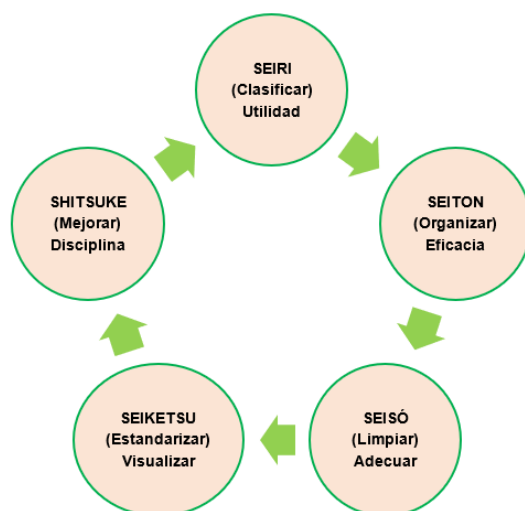 SEIRI
(Clasificar)
Utilidad
SEITON
(Organizar)
Eficacia
SEISÓ
(Limpiar)
Adecuar
SEIKETSU
(Estandarizar)
Visualizar
SHITSUKE
(Mejorar)
Disciplina